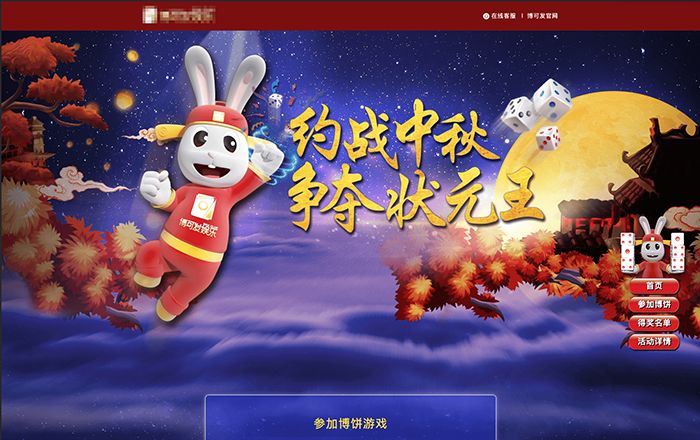 在线客服 | 博可发官网
约战中秋
争夺状元王
博可发娱乐
首页
参加博饼
得奖名单
活动详情
参加博饼游戏